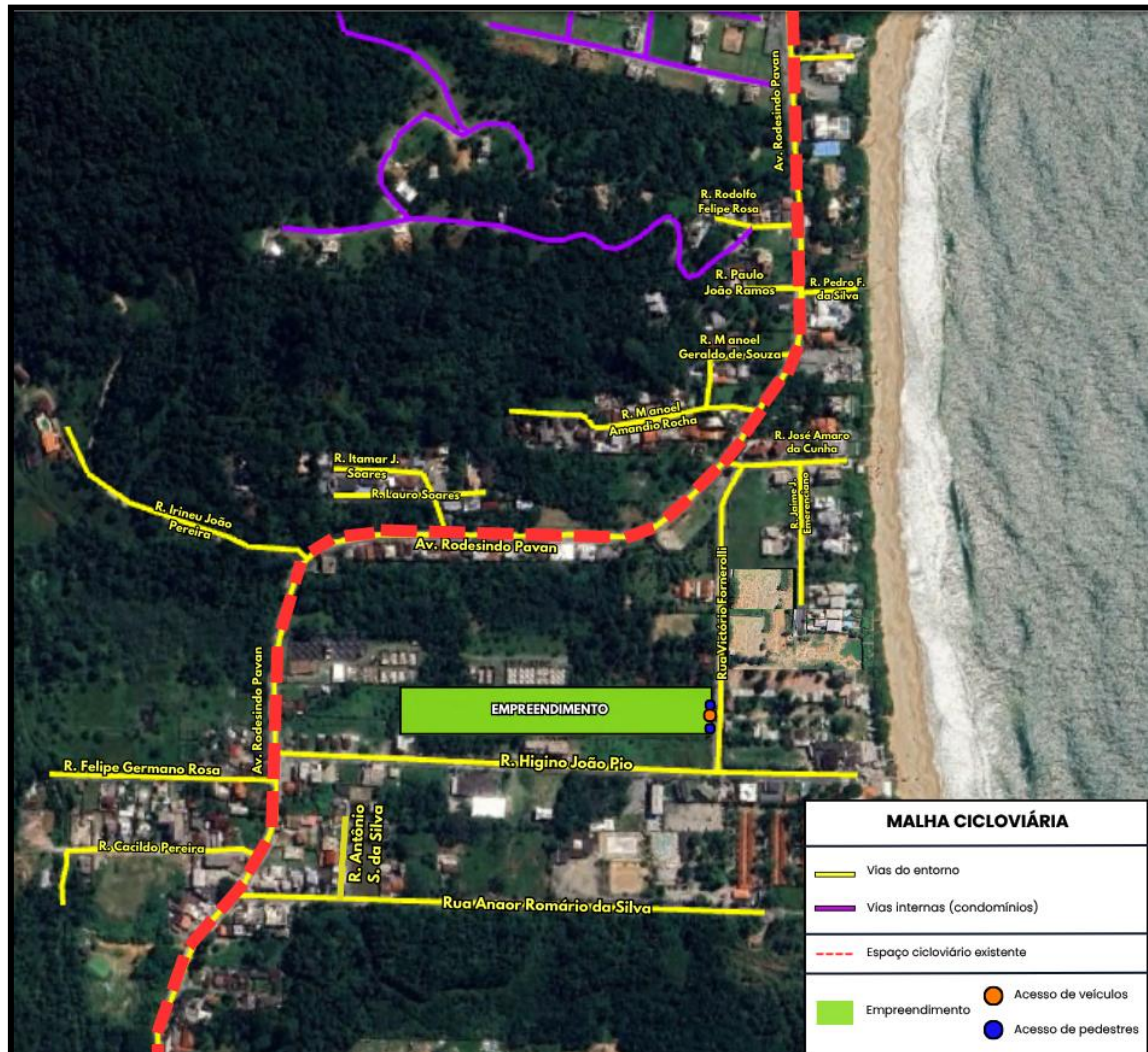 Av. Rodesindo Pavan
R. Rodolfo
Felipe Rosa
R. Paulo
João Ramos
R. Pedro F.
da Silva
R. Manoel
Geraldo de Souza
R. Manoel
Amandio Rocha
R. José Amaro
da Cunha
R. Itamar J.
Soares
R. Lauro Soares
R. Jaime J.
Emerenciano
R. Irineu João
Pereira
Av. Rodesindo Pavan
Rua Victório Fornerolli
Av. Rodesindo Pavan
EMPREENDIMENTO
R. Higino João Pio
R. Felipe Germano Rosa
R. Antônio
S. da Silva
R. Cacildo Pereira
Rua Anaor Romário da Silva
MALHA CICLOVIÁRIA
Vias do entorno
Vias internas (condomínios)
Espaço cicloviário existente
Empreendimento
Acesso de veículos
Acesso de pedestres